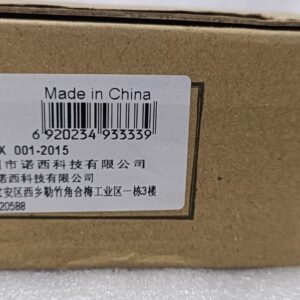 Made in China
6 920234 933339
X 001-2015
市诺西科技有限公司
诺西科技有限公司
安区西乡勒竹角合梅工业区一栋3楼
20588